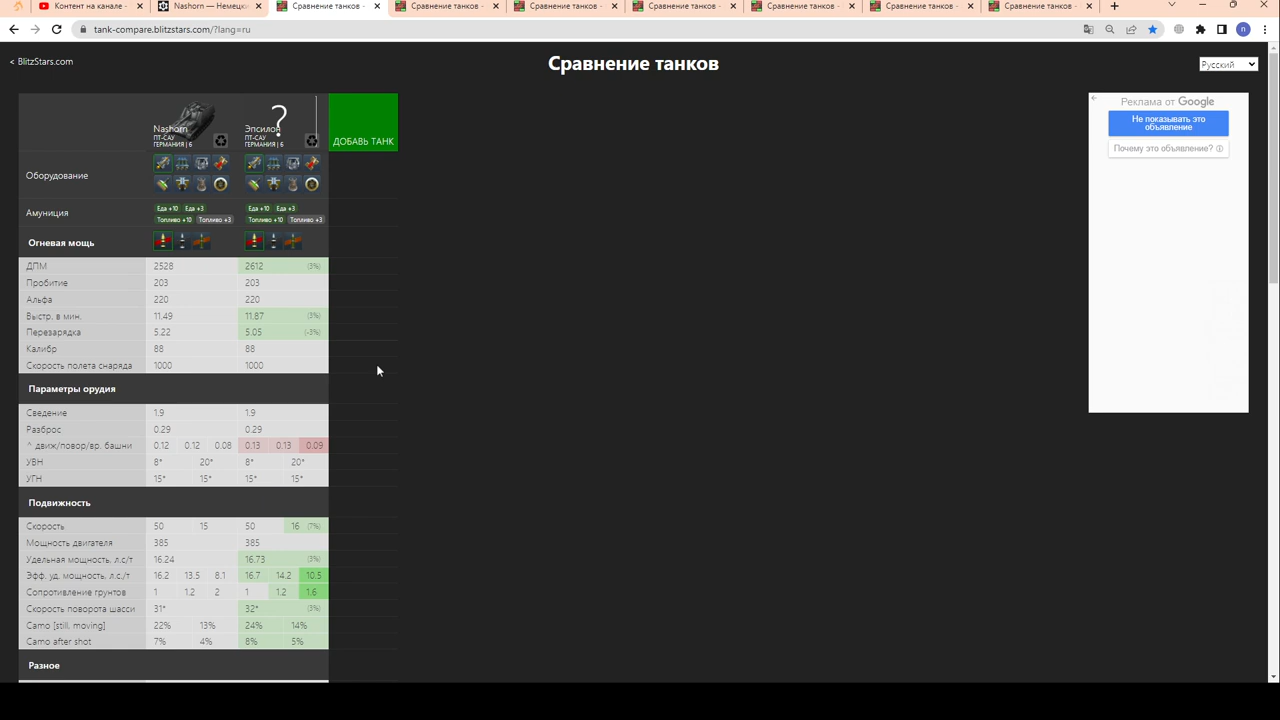 Контент на канале -
Nashorn — Немецко
Сравнение танков -
Сравнение танков -
Сравнение танков -
Сравнение танков -
Сравнение танков -
Сравнение танков -
Сравнение танков -
tank-compare.blitzstars.com/?lang=ru
n
< BlitzStars.com
Сравнение танков
Русский
Nashorn
ПТ-САУ
ГЕРМАНИЯ | 6
Эпсилон
ПТ-САУ
ГЕРМАНИЯ | 6
?
ДОБАВЬ ТАНК
Реклама от Google
Не показывать это
объявление
Почему это объявление?
Оборудование
Амуниция Еда +10 Еда +3 Еда +10 Еда +3
Топливо +10 Топливо +3 Топливо +10 Топливо +3
Огневая мощь
ДПМ 2528 2612 (3%)
Пробитие 203 203
Альфа 220 220
Выстр. в мин. 11.49 11.87 (3%)
Перезарядка 5.22 5.05 (-3%)
Калибр 88 88
Скорость полета снаряда 1000 1000
Параметры орудия
Сведение 1.9 1.9
Разброс 0.29 0.29
^ движ/повор/вр. башни 0.12 0.12 0.08 0.13 0.13 0.09
УВН 8° 20° 8° 20°
УГН 15° 15° 15° 15°
Подвижность
Скорость 50 15 50 16 (7%)
Мощность двигателя 385 385
Удельная мощность. л.с/т 16.24 16.73 (3%)
Эфф. уд. мощность. л.с./т 16.2 13.5 8.1 16.7 14.2 10.5
Сопротивление грунтов 1 1.2 2 1 1.2 1.6
Скорость поворота шасси 31° 32° (3%)
Camo [still. moving] 22% 13% 24% 14%
Camo after shot 7% 4% 8% 5%
Разное